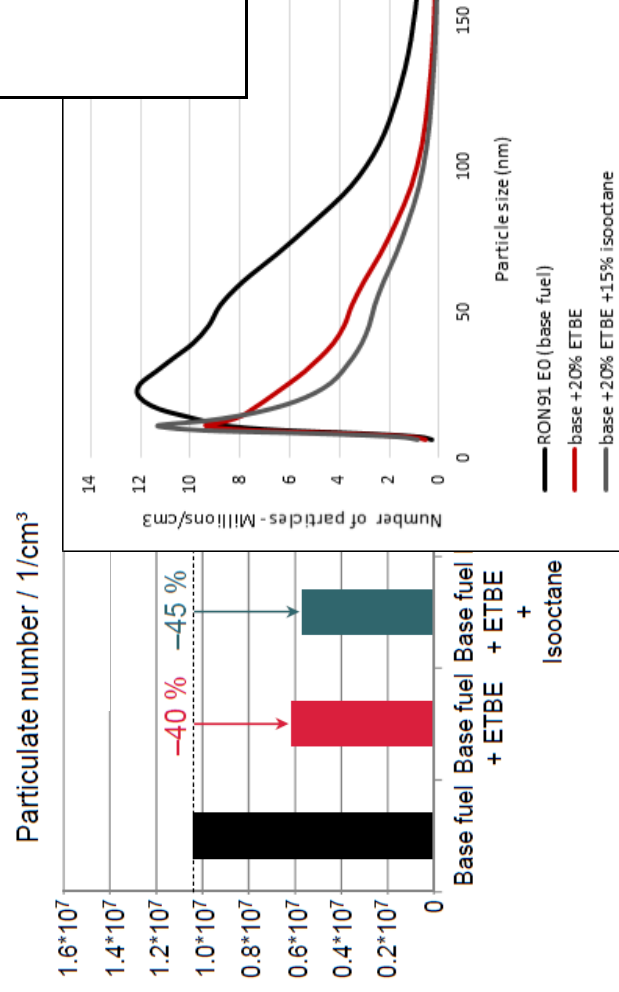 Particulate number / 1/cm³
1.6*10⁷
1.4*10⁷
1.2*10⁷
1.0*10⁷
0.8*10⁷
0.6*10⁷
0.4*10⁷
0.2*10⁷
0
–40 %
–45 %
Base fuel
Base fuel
+ ETBE
Base fuel
+ ETBE
+
Isooctane
Number of particles - Millions/cm3
14
12
10
8
6
4
2
0
0
50
100
150
Particle size (nm)
RON91 E0 (base fuel)
base +20% ETBE
base +20% ETBE +15% isooctane